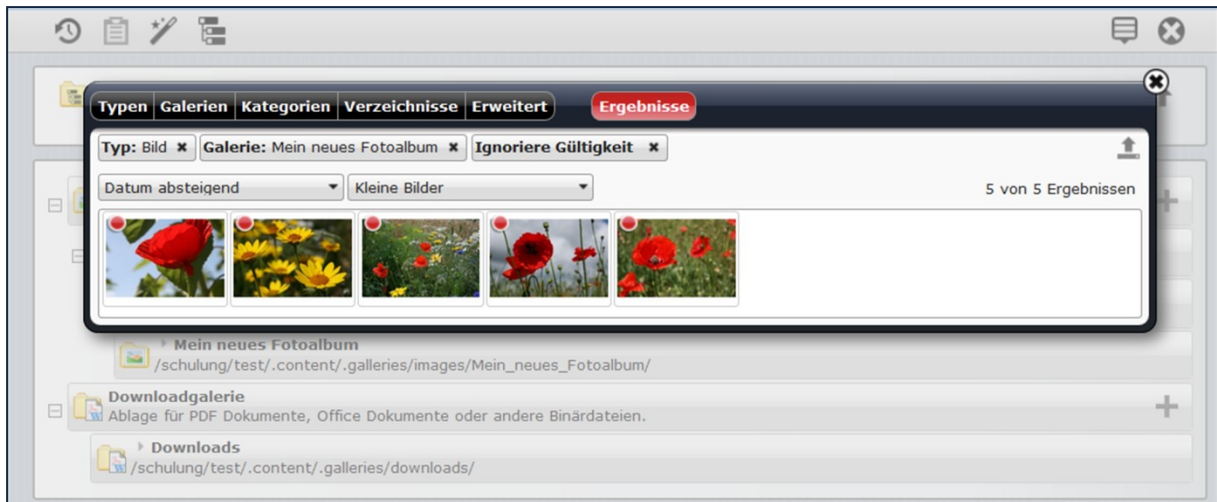 Typen Galerien Kategorien Verzeichnisse Erweitert Ergebnisse
Typ: Bild Galerie: Mein neues Fotoalbum Ignoriere Gültigkeit
Datum absteigend Kleine Bilder 5 von 5 Ergebnissen
Mein neues Fotoalbum
/schulung/test/.content/.galleries/images/Mein_neues_Fotoalbum/
Downloadgalerie
Ablage für PDF Dokumente, Office Dokumente oder andere Binärdateien.
Downloads
/schulung/test/.content/.galleries/downloads/